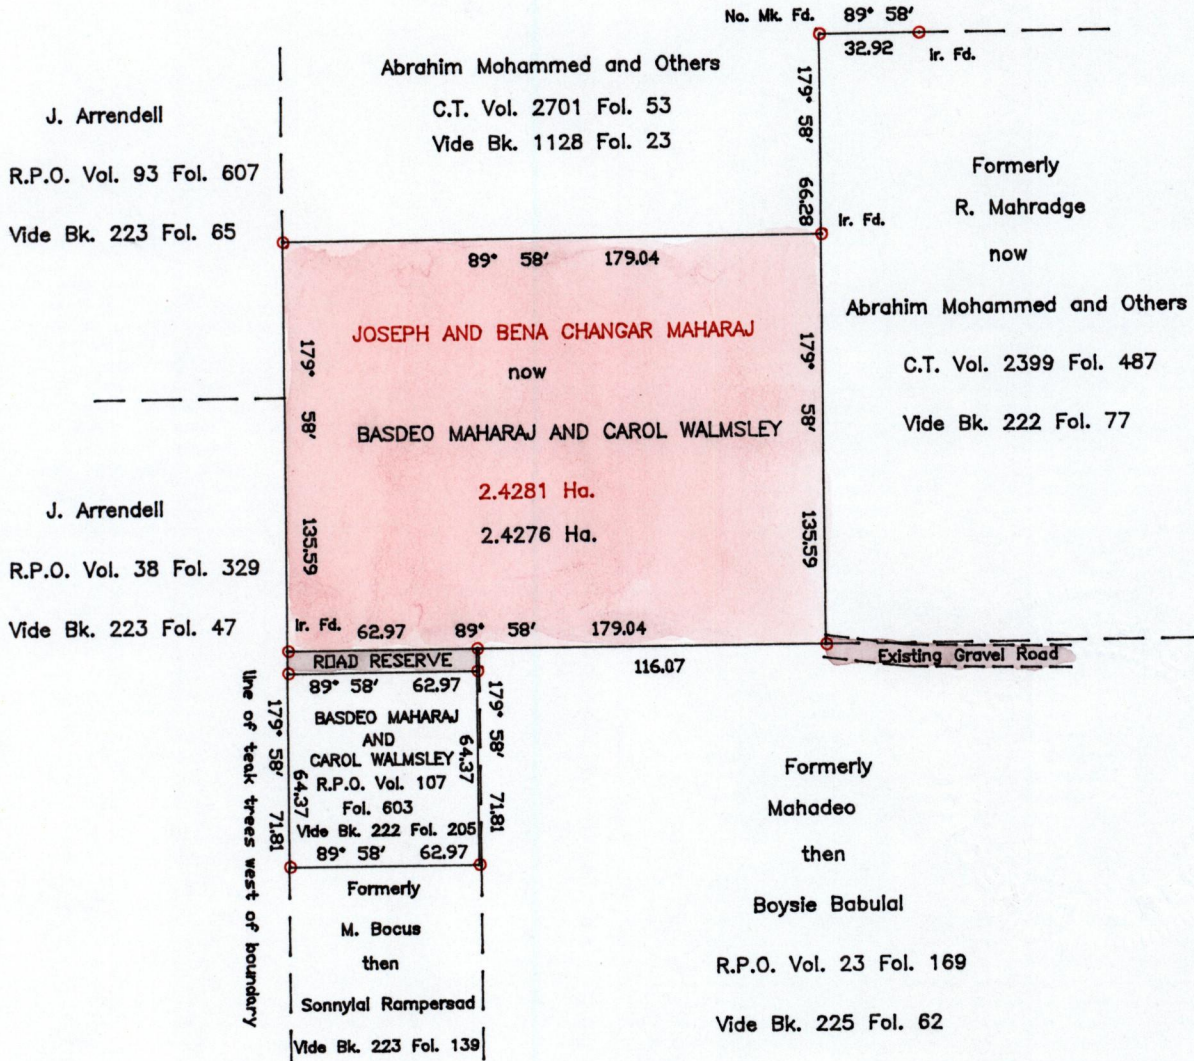 No. Mk. Fd. 89° 58'
32.92
Ir. Fd.
179° 58' 66.28
Ir. Fd.
Abrahim Mohammed and Others
C.T. Vol. 2701 Fol. 53
Vide Bk. 1128 Fol. 23
J. Arrendell
R.P.O. Vol. 93 Fol. 607
Vide Bk. 223 Fol. 65
Formerly
R. Mahradge
now
Abrahim Mohammed and Others
C.T. Vol. 2399 Fol. 487
Vide Bk. 222 Fol. 77
89° 58' 179.04
JOSEPH AND BENA CHANGAR MAHARAJ
now
BASDEO MAHARAJ AND CAROL WALMSLEY
2.4281 Ha.
2.4276 Ha.
179° 58' 135.59
179° 58' 135.59
J. Arrendell
R.P.O. Vol. 38 Fol. 329
Vide Bk. 223 Fol. 47
Ir. Fd. 62.97 89° 58' 179.04
116.07
ROAD RESERVE
Existing Gravel Road
89° 58' 62.97
BASDEO MAHARAJ
AND
CAROL WALMSLEY
R.P.O. Vol. 107
Fol. 603
Vide Bk. 222 Fol. 205
89° 58' 62.97
line of teak trees west of boundary
179° 58' 71.81
64.37
64.37
179° 58' 71.81
Formerly
M. Bocus
then
Sonnylal Rampersad
Vide Bk. 223 Fol. 139
Formerly
Mahadeo
then
Boysie Babulal
R.P.O. Vol. 23 Fol. 169
Vide Bk. 225 Fol. 62